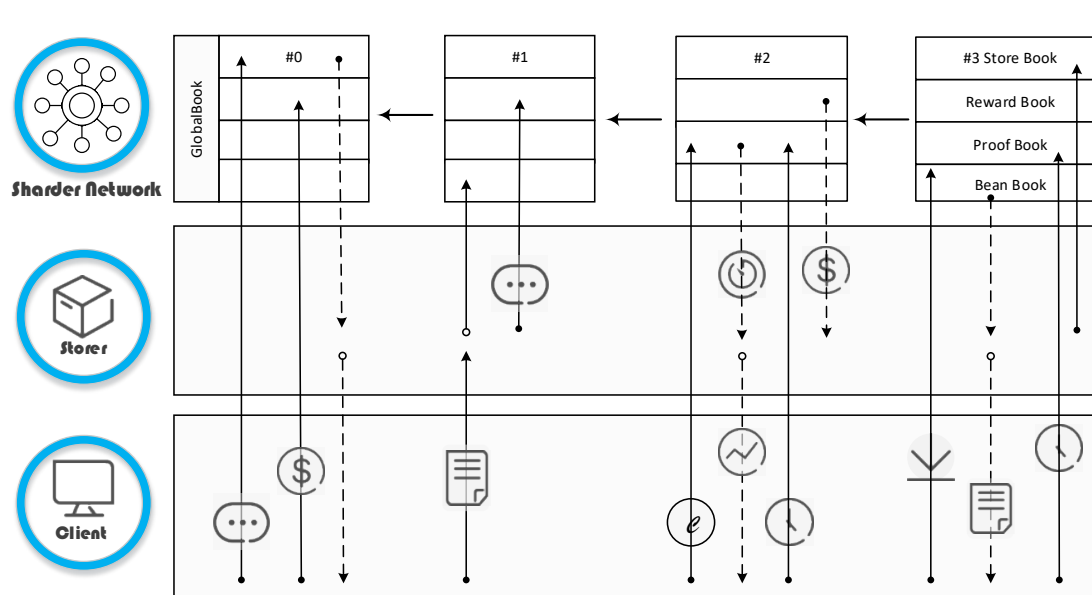 #0
#1
#2
#3 Store Book
GlobalBook
Reward Book
Proof Book
Bean Book
Sharder Network
$
Storer
$
Client
e